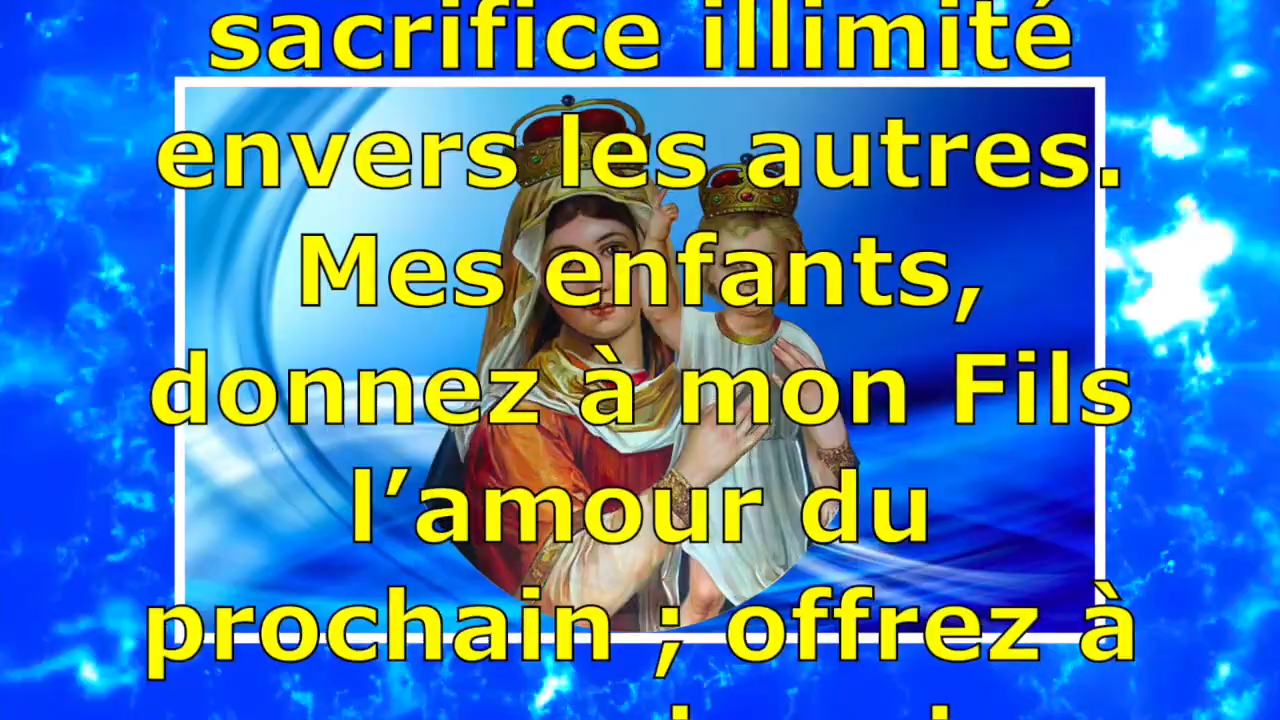 sacrifice illimité
envers les autres.
Mes enfants,
donnez à mon Fils
l’amour du
prochain ; offrez à